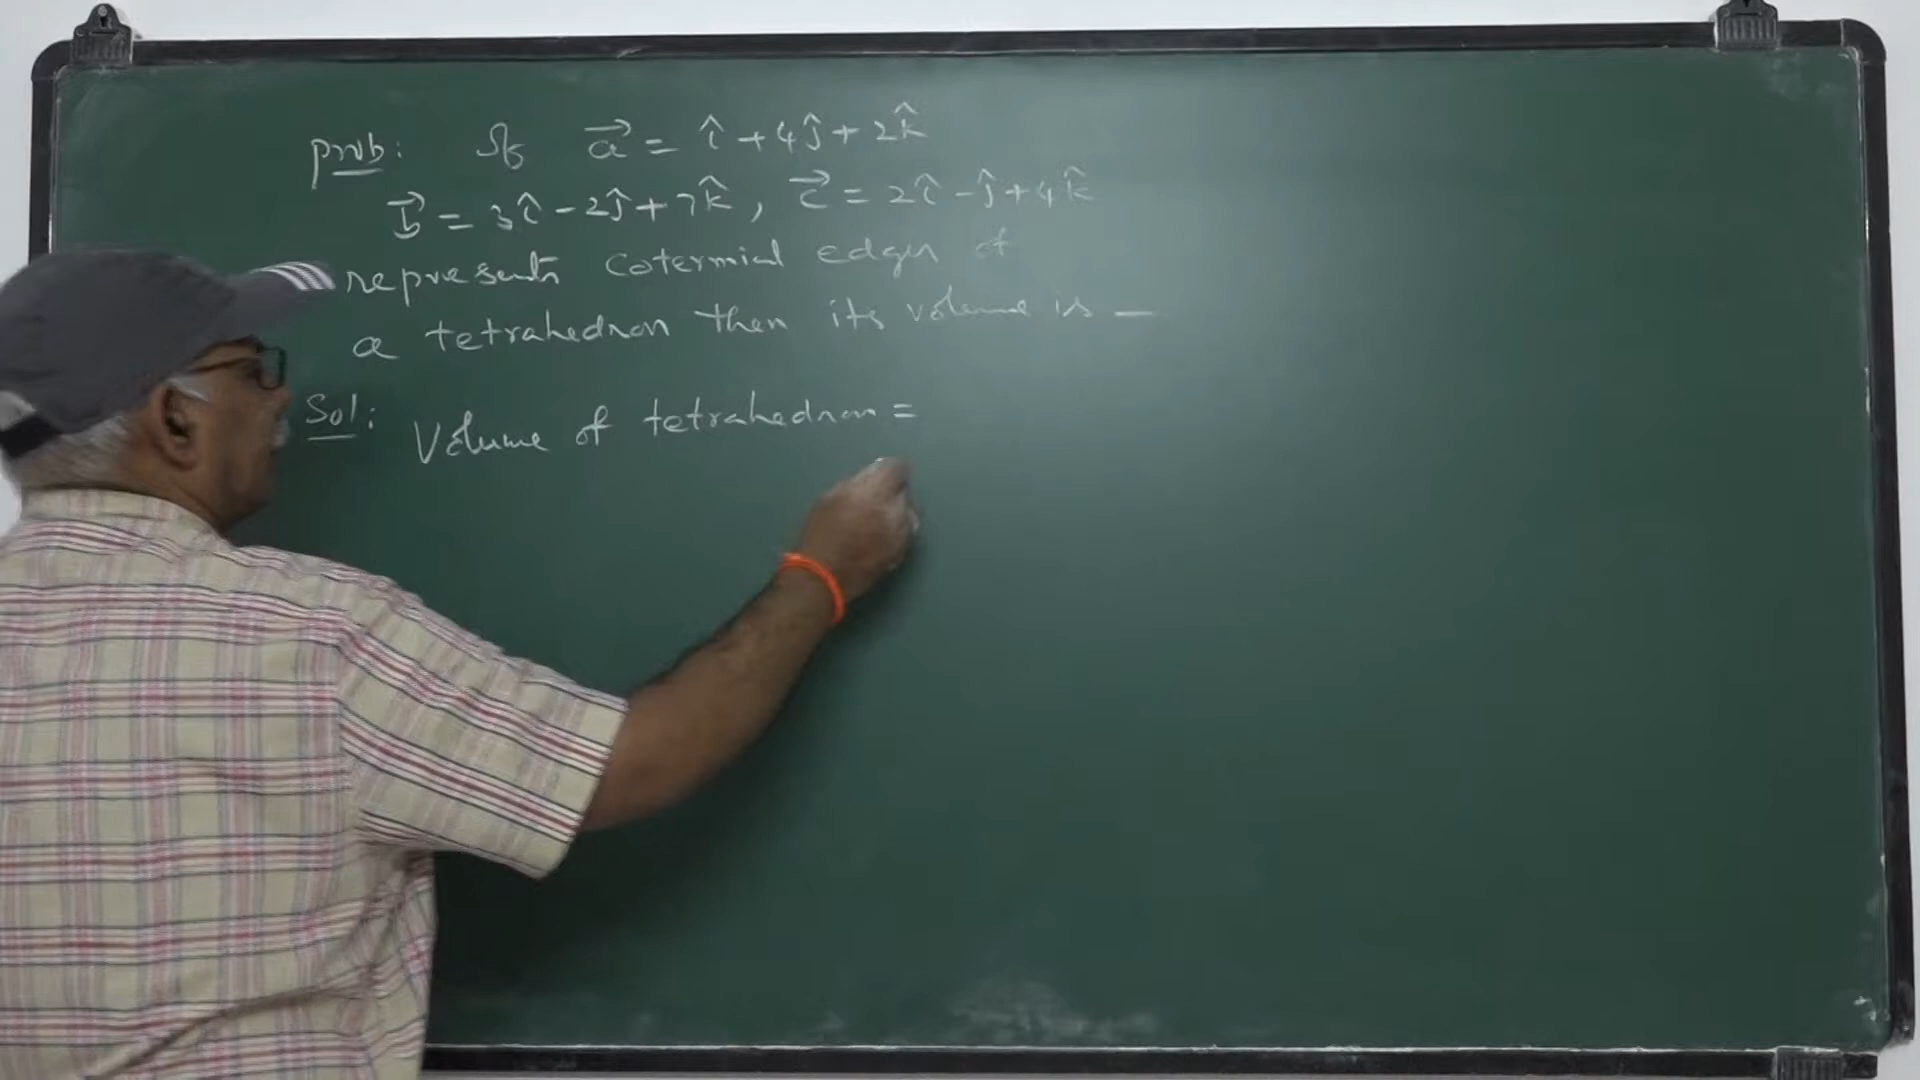 prob: If a⃗ = î + 4ĵ + 2k̂
b⃗ = 3î - 2ĵ + 7k̂, c⃗ = 2î - ĵ + 4k̂
represents cotermial edges of
a tetrahedron then its volume is —
Sol: Volume of tetrahedron =